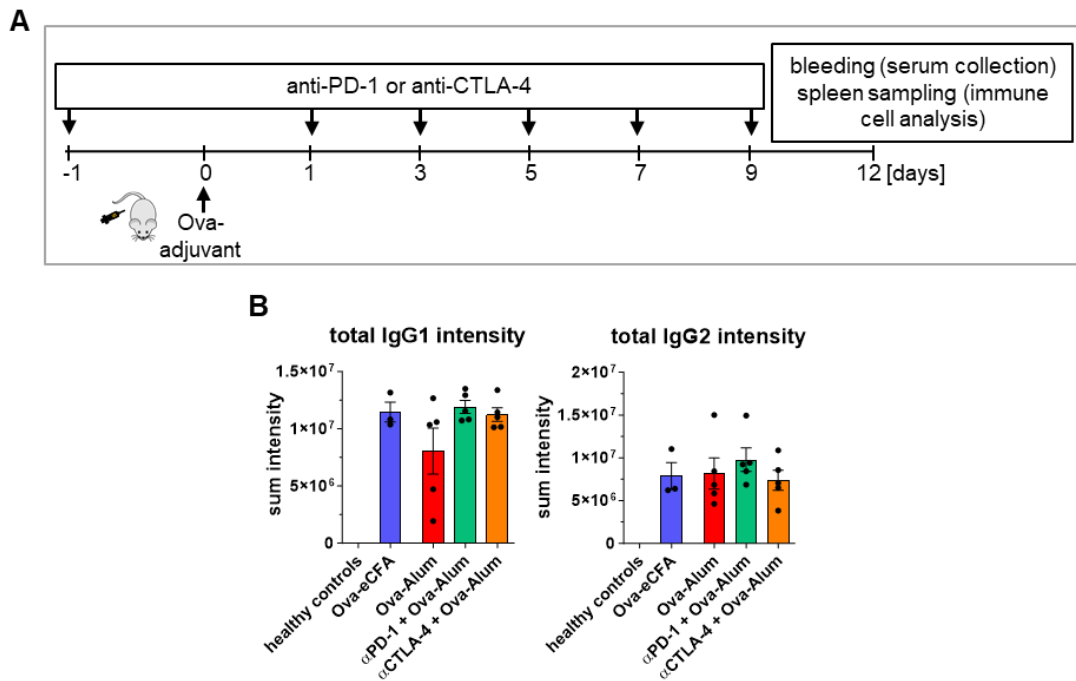 A
anti-PD-1 or anti-CTLA-4
bleeding (serum collection)
spleen sampling (immune
cell analysis)
-1 0 1 3 5 7 9 12 [days]
Ova-
adjuvant
B
total IgG1 intensity
sum intensity
1.5×10⁷
1×10⁷
5×10⁶
0
healthy controls
Ova-eCFA
Ova-Alum
αPD-1 + Ova-Alum
αCTLA-4 + Ova-Alum
total IgG2 intensity
sum intensity
2×10⁷
1.5×10⁷
1×10⁷
5×10⁶
0
healthy controls
Ova-eCFA
Ova-Alum
αPD-1 + Ova-Alum
αCTLA-4 + Ova-Alum